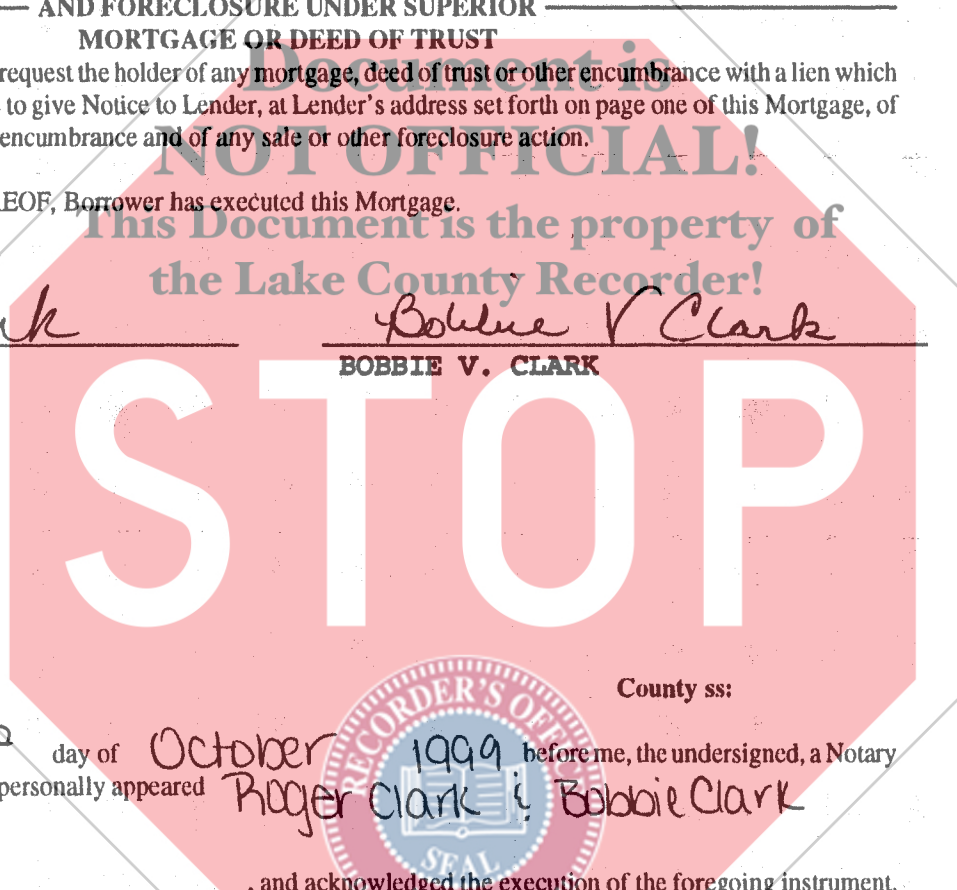 AND FORECLOSURE UNDER SUPERIOR
MORTGAGE OR DEED OF TRUST
Document is
request the holder of any mortgage, deed of trust or other encumbrance with a lien which
to give Notice to Lender, at Lender's address set forth on page one of this Mortgage, of
encumbrance and of any sale or other foreclosure action.
NOT OFFICIAL!
EOF, Borrower has executed this Mortgage.
This Document is the property of
the Lake County Recorder!
rk Bobbie V Clark
BOBBIE V. CLARK
STOP
County ss:
RECORDER'S OFFIC
day of October 1999 before me, the undersigned, a Notary
personally appeared Roger Clark & Bobbie Clark
SEAL
, and acknowledged the execution of the foregoing instrument.